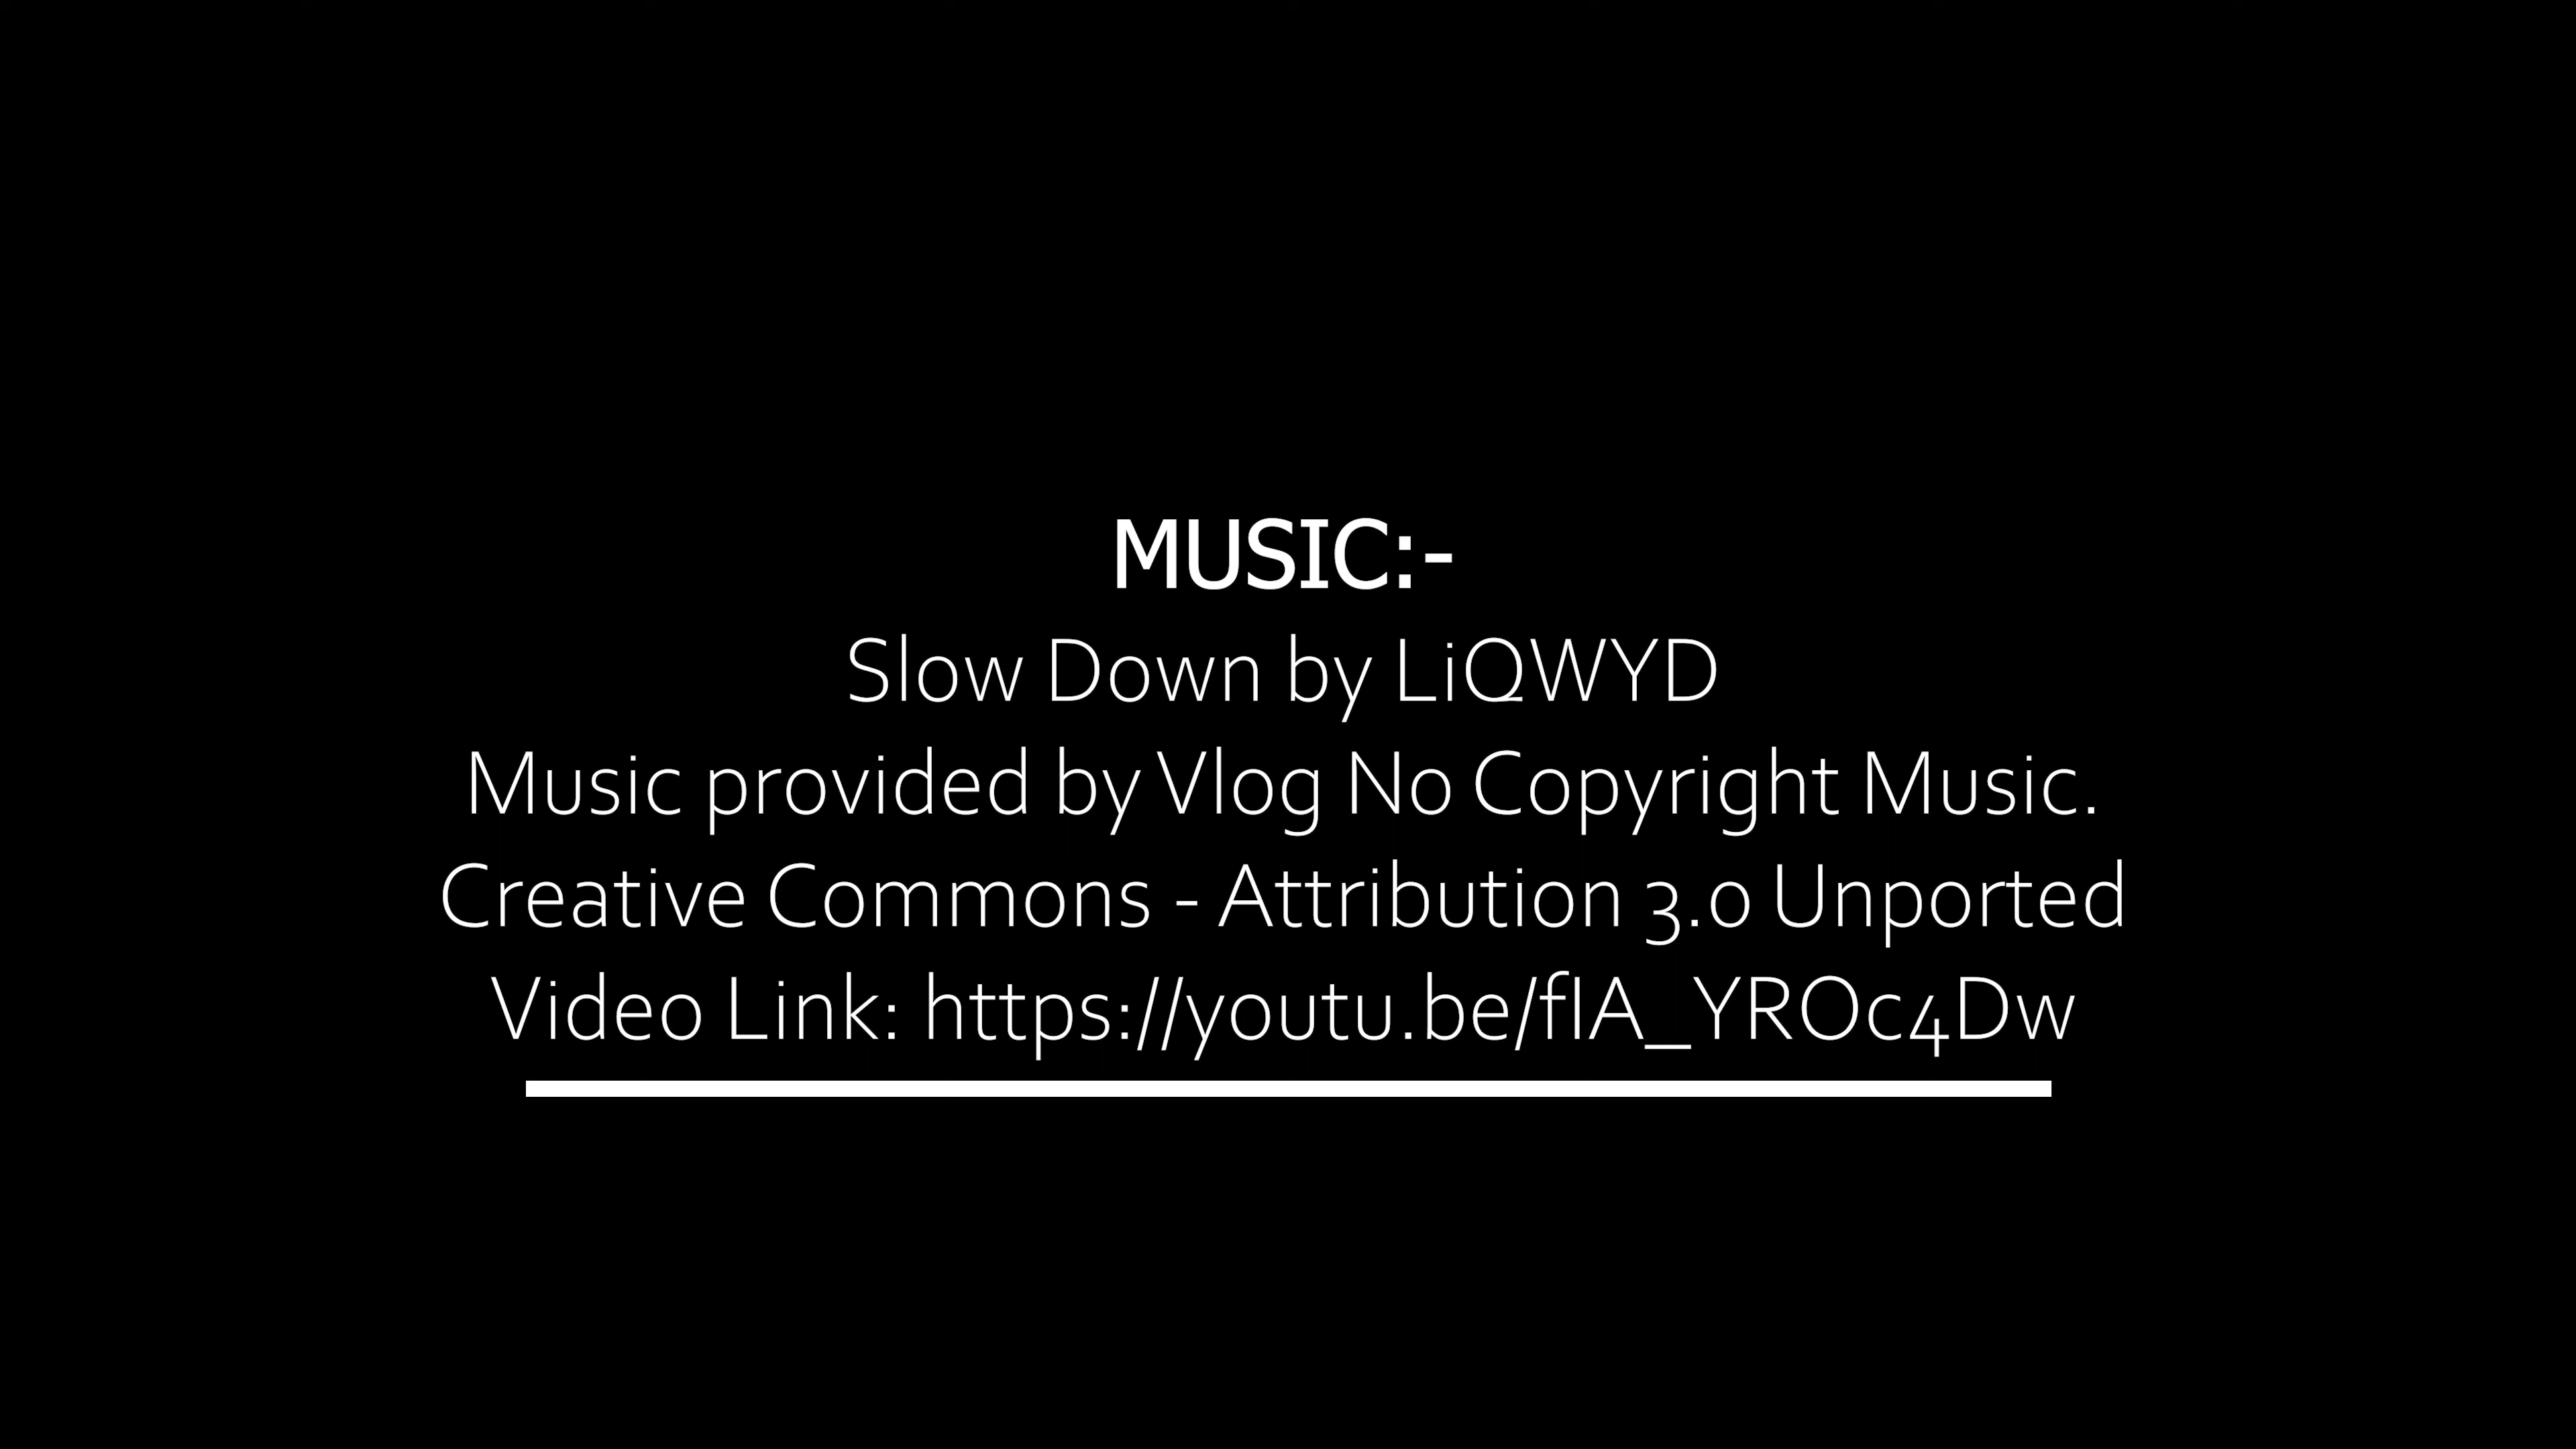 MUSIC:-
Slow Down by LiQWYD
Music provided by Vlog No Copyright Music.
Creative Commons - Attribution 3.0 Unported
Video Link: https://youtu.be/fIA_YROc4Dw